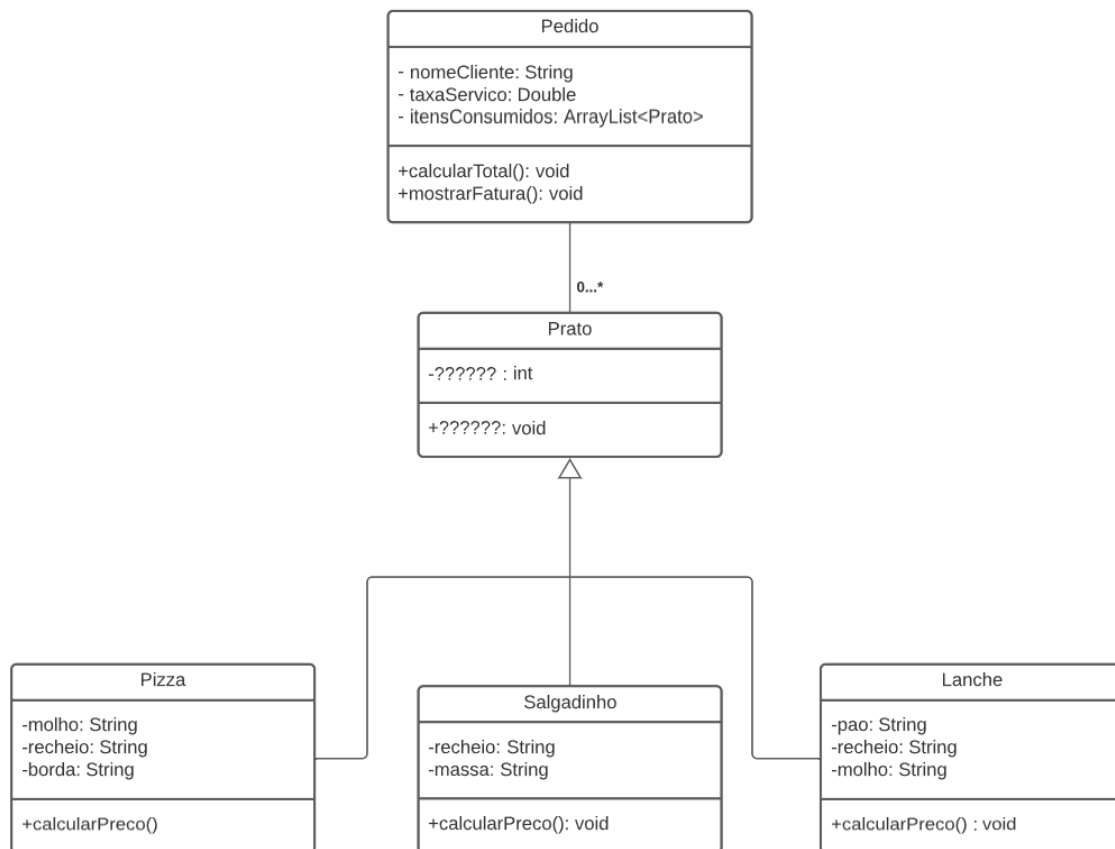 Pedido
- nomeCliente: String
- taxaServico: Double
- itensConsumidos: ArrayList<Prato>
+calcularTotal(): void
+mostrarFatura(): void
0...*
Prato
-?????? : int
+??????: void
Pizza
-molho: String
-recheio: String
-borda: String
+calcularPreco()
Salgadinho
-recheio: String
-massa: String
+calcularPreco(): void
Lanche
-pao: String
-recheio: String
-molho: String
+calcularPreco() : void